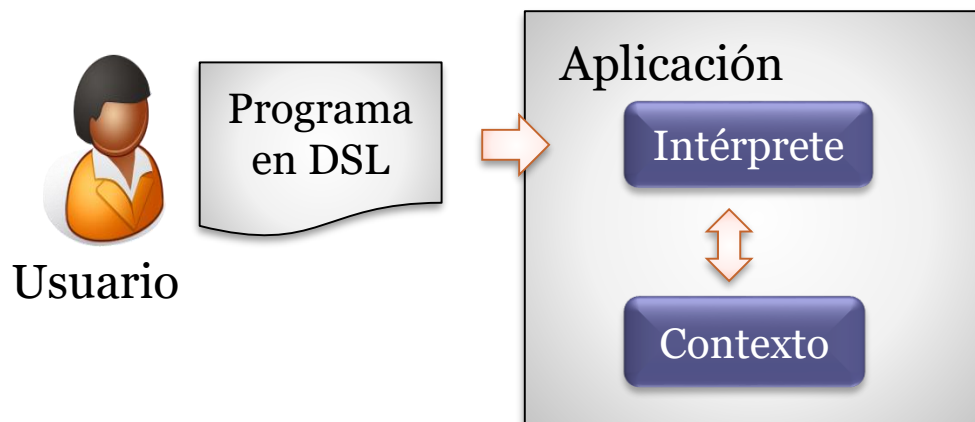 Usuario
Programa
en DSL
Aplicación
Intérprete
Contexto